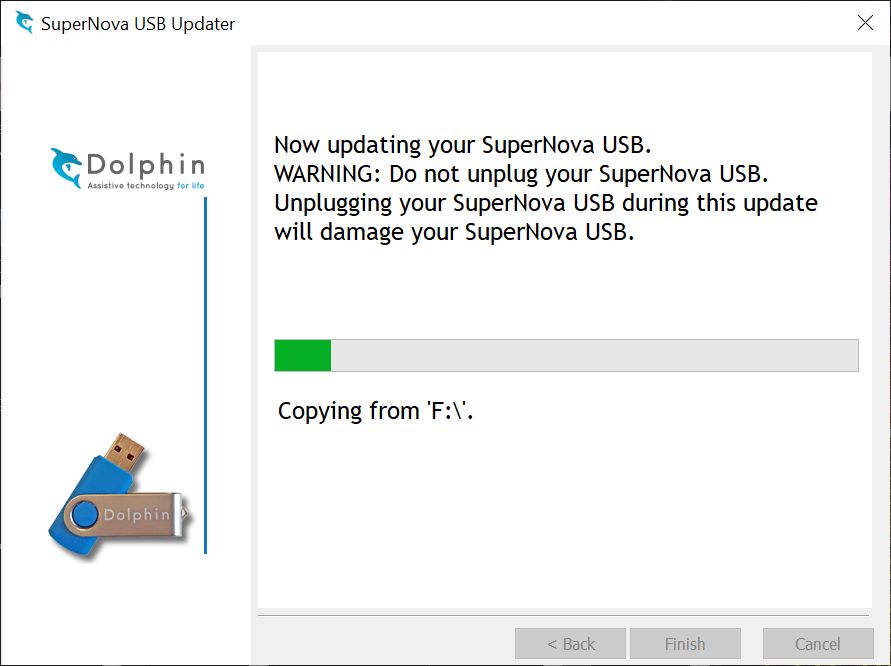 SuperNova USB Updater
Dolphin
Assistive technology for life
Now updating your SuperNova USB.
WARNING: Do not unplug your SuperNova USB.
Unplugging your SuperNova USB during this update
will damage your SuperNova USB.
Copying from 'F:\'.
Dolphin
< Back
Finish
Cancel